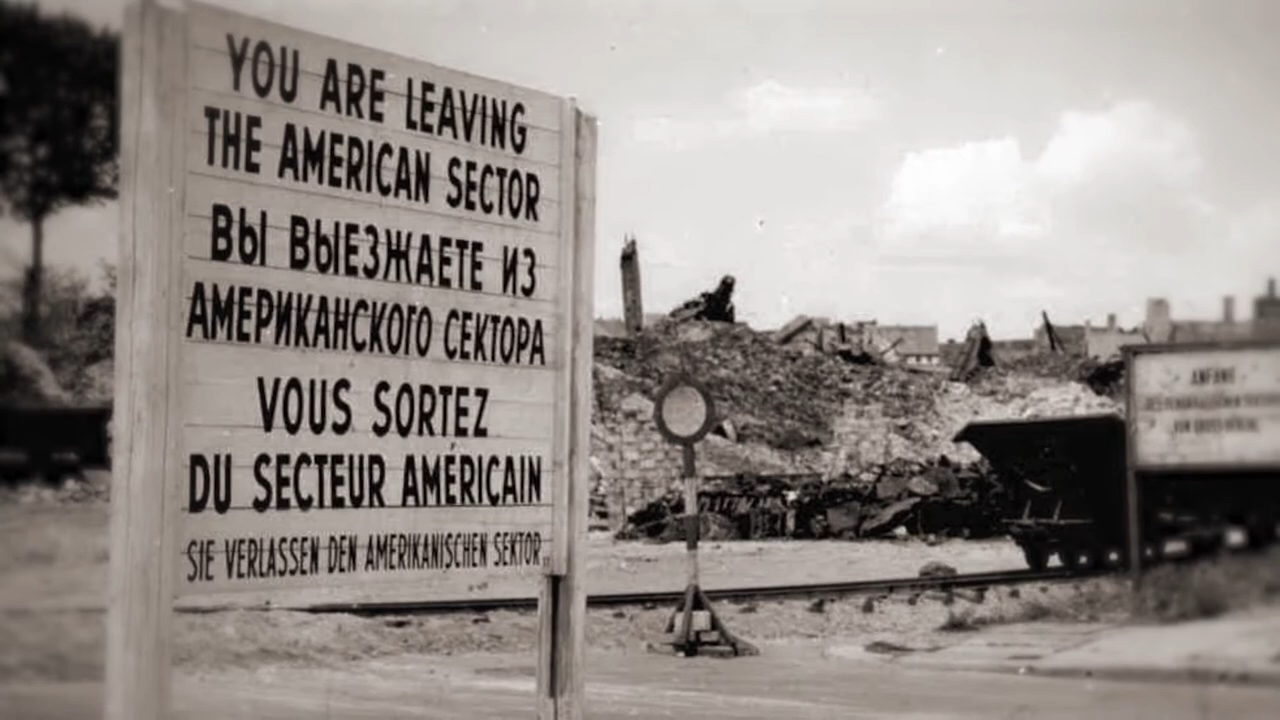 YOU ARE LEAVING
THE AMERICAN SECTOR
ВЫ ВЫЕЗЖАЕТЕ ИЗ
АМЕРИКАНСКОГО СЕКТОРА
VOUS SORTEZ
DU SECTEUR AMÉRICAIN
SIE VERLASSEN DEN AMERIKANISCHEN SEKTOR